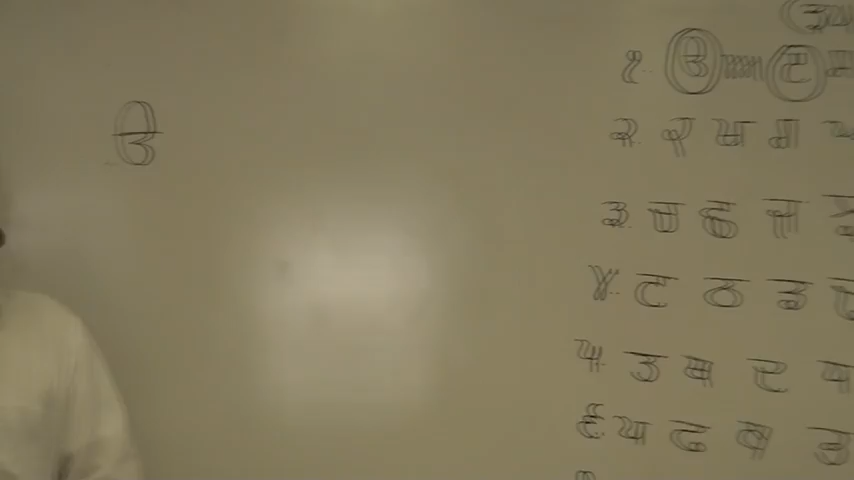 ੳ
੧. ੳ ੲ ਸ
੨. ਕ ਖ ਗ
੩. ਚ ਛ ਜ
੪. ਟ ਠ ਡ ਢ
੫. ਤ ਥ ਦ ਧ
੬. ਪ ਫ ਬ ਭ